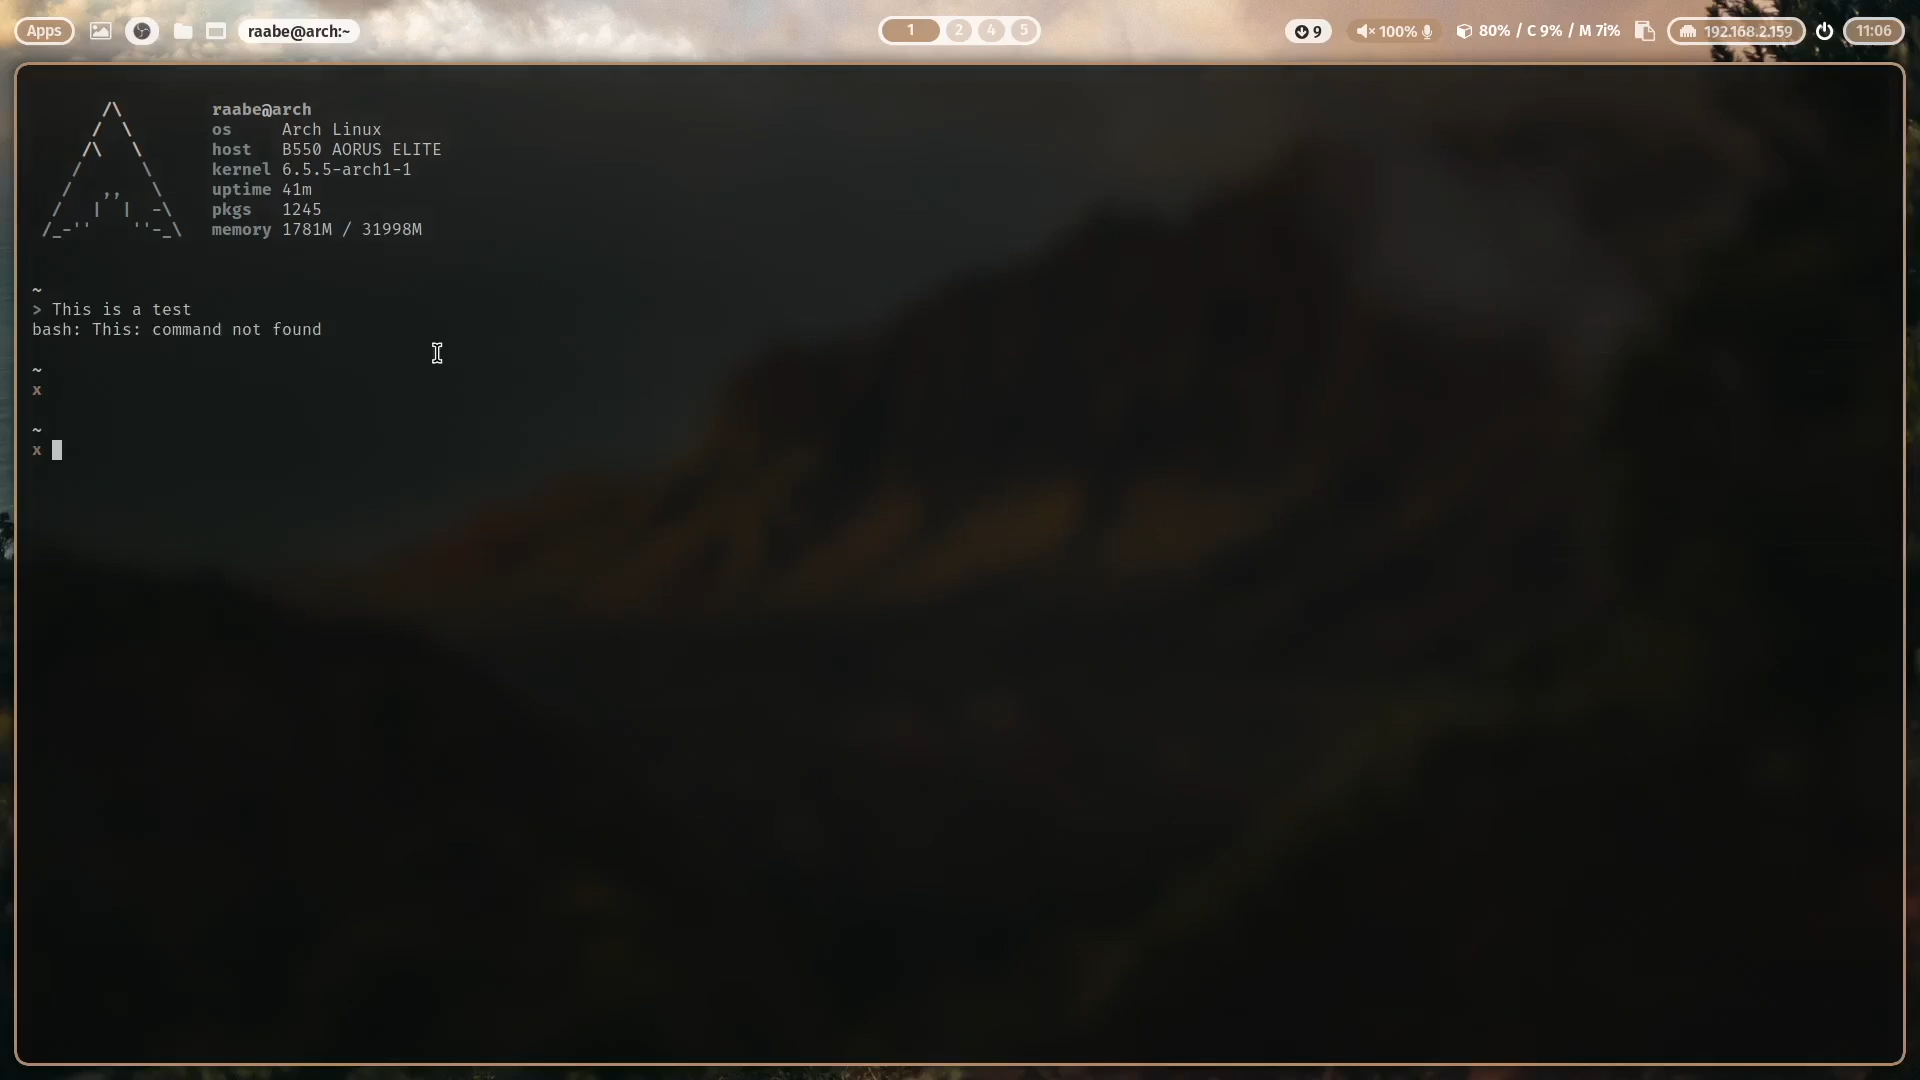 Apps raabe@arch:~ 1 2 4 5 9 100% 80% / C 9% / M 7i% 192.168.2.159 11:06
raabe@arch
os Arch Linux
host B550 AORUS ELITE
kernel 6.5.5-arch1-1
uptime 41m
pkgs 1245
memory 1781M / 31998M
~
> This is a test
bash: This: command not found
~
x
~
x